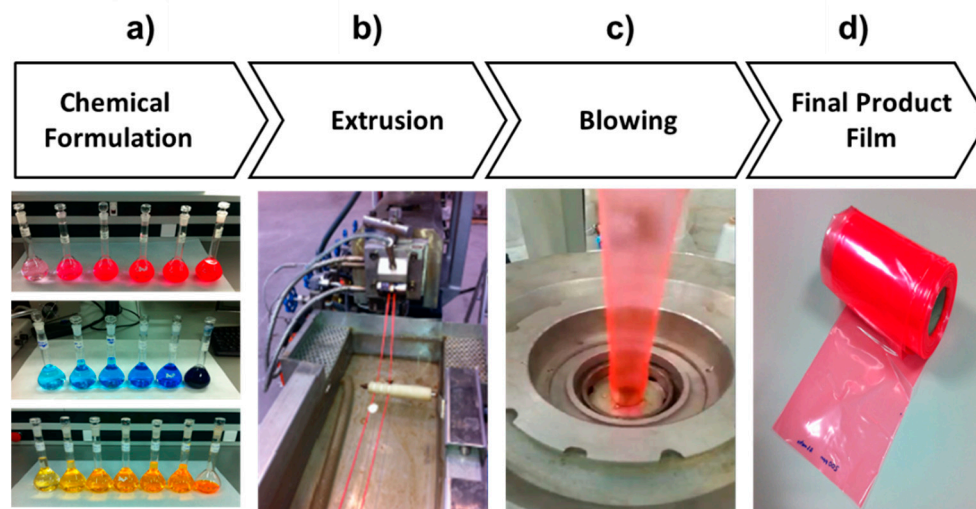 a)
b)
c)
d)
Chemical
Formulation
Extrusion
Blowing
Final Product
Film